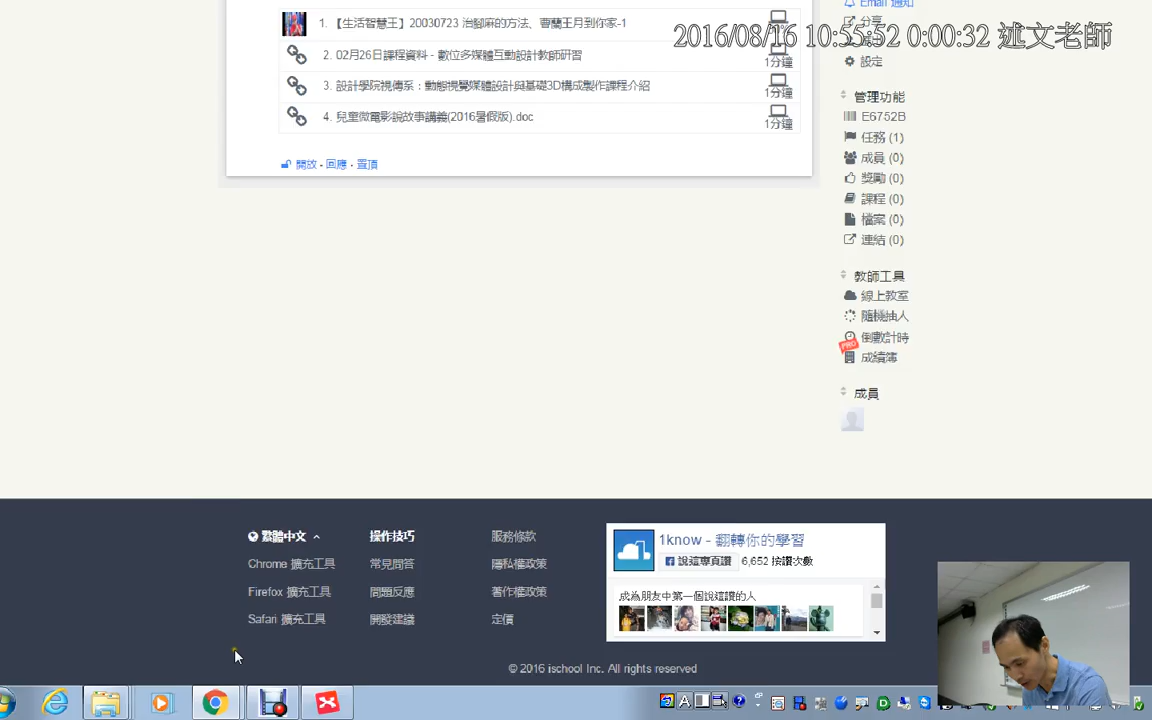 Email 通知
1. 【生活智慧王】20030723 治腳麻的方法、曹蘭王月到你家-1
2016/08/16 10:55:52 0:00:32 述文老師
分享
2. 02月26日課程資料 - 數位多媒體互動設計教師研習
1分鐘
設定
3. 設計學院視傳系：動態視覺媒體設計與基礎3D構成製作課程介紹
1分鐘
管理功能
E6752B
4. 兒童微電影說故事講義(2016暑假版).doc
1分鐘
任務 (1)
成員 (0)
開放 · 回應 · 置頂
獎勵 (0)
課程 (0)
檔案 (0)
連結 (0)
教師工具
線上教室
隨機抽人
倒數計時
PRO
成績簿
成員
繁體中文
操作技巧
服務條款
1know - 翻轉你的學習
說這專頁讚
6,652 按讚次數
Chrome 擴充工具
常見問答
隱私權政策
Firefox 擴充工具
問題反應
著作權政策
成為朋友中第一個說這讚的人
Safari 擴充工具
開發建議
定價
© 2016 ischool Inc. All rights reserved
A